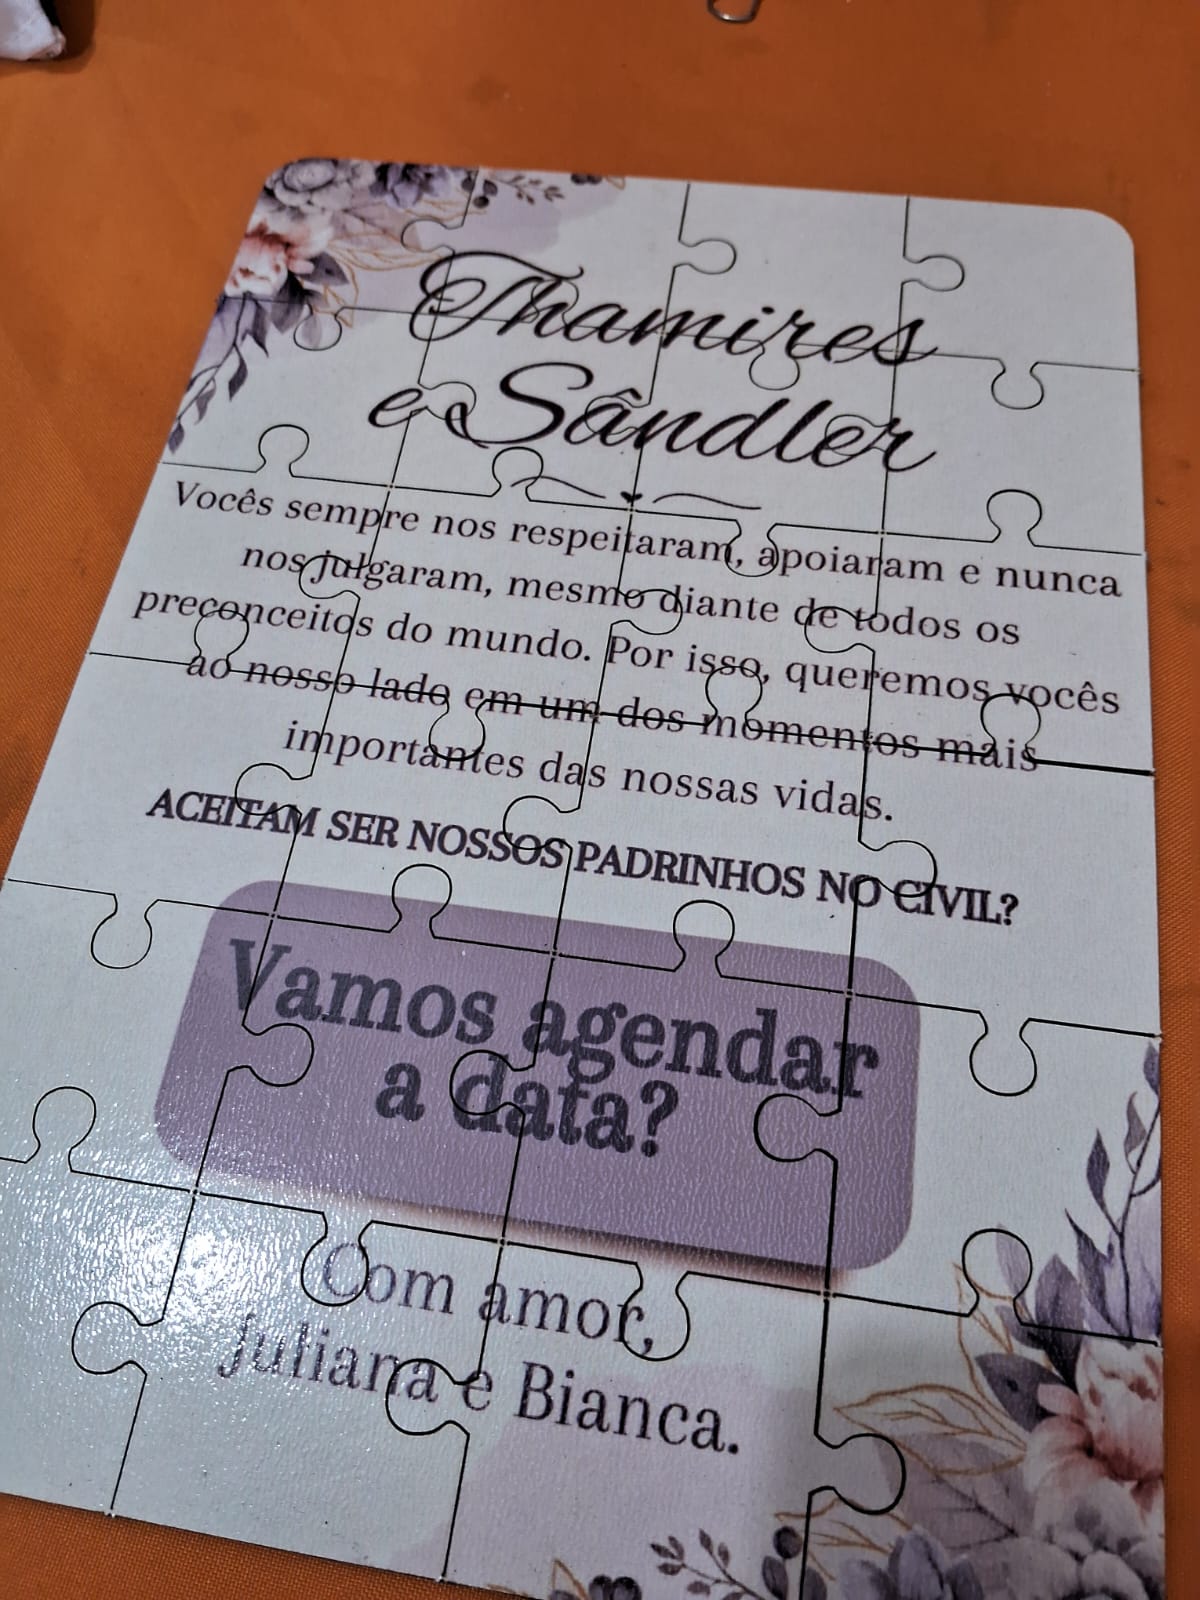 Thamires
e Sândler
Vocês sempre nos respeitaram, apoiaram e nunca
nos julgaram, mesmo diante de todos os
preconceitos do mundo. Por isso, queremos vocês
ao nosso lado em um dos momentos mais
importantes das nossas vidas.
ACEITAM SER NOSSOS PADRINHOS NO CIVIL?
Vamos agendar
a data?
Com amor,
Juliana e Bianca.